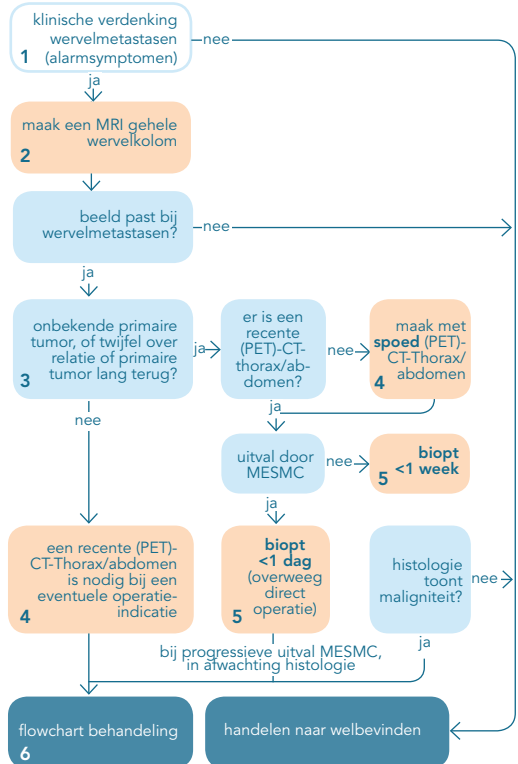 klinische verdenking
wervelmetastasen
1 (alarmsymptomen)
nee
ja
maak een MRI gehele
wervelkolom
2
beeld past bij
wervelmetastasen?
nee
ja
onbekende primaire
tumor, of twijfel over
relatie of primaire
tumor lang terug?
3
ja
er is een
recente
(PET)-CT-
thorax/ab-
domen?
nee
maak met
spoed (PET)-
CT-Thorax/
abdomen
4
ja
nee
uitval door
MESMC
nee
biopt
<1 week
5
ja
een recente (PET)-
CT-Thorax/abdomen
is nodig bij een
eventuele operatie-
indicatie
4
biopt
<1 dag
(overweeg
direct
operatie)
5
histologie
toont
maligniteit?
nee
ja
bij progressieve uitval MESMC,
in afwachting histologie
flowchart behandeling
6
handelen naar welbevinden